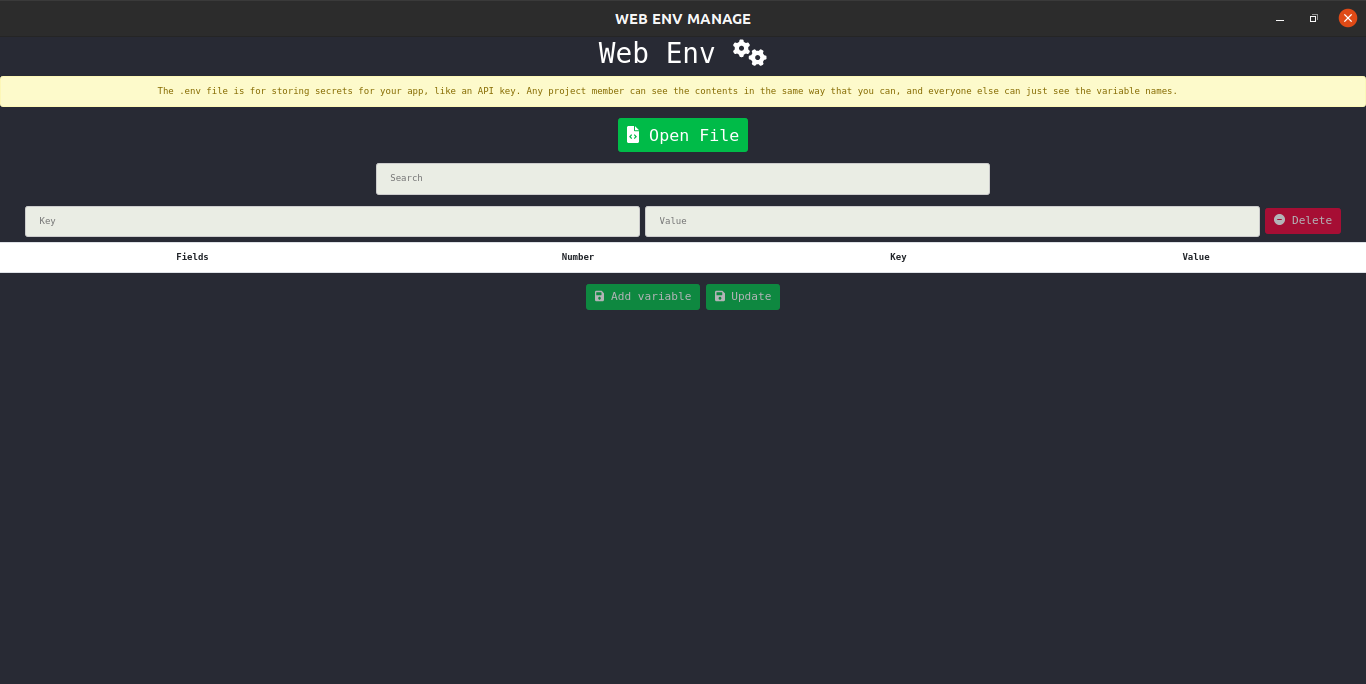 WEB ENV MANAGE
Web Env
The .env file is for storing secrets for your app, like an API key. Any project member can see the contents in the same way that you can, and everyone else can just see the variable names.
Open File
Search
Key Value Delete
Fields Number Key Value
Add variable Update